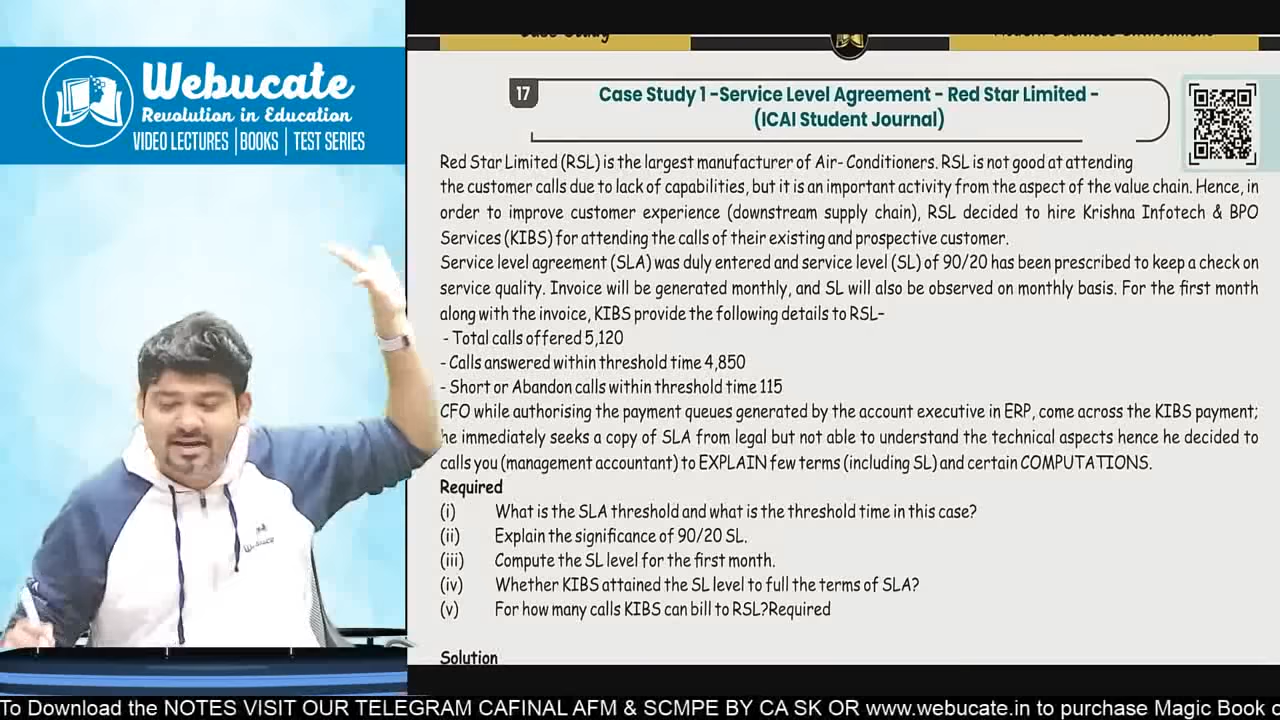 Webucate
Revolution in Education
VIDEO LECTURES | BOOKS | TEST SERIES
Case Study
17
Case Study 1 -Service Level Agreement - Red Star Limited -
(ICAI Student Journal)
Red Star Limited (RSL) is the largest manufacturer of Air- Conditioners. RSL is not good at attending
the customer calls due to lack of capabilities, but it is an important activity from the aspect of the value chain. Hence, in
order to improve customer experience (downstream supply chain), RSL decided to hire Krishna Infotech & BPO
Services (KIBS) for attending the calls of their existing and prospective customer.
Service level agreement (SLA) was duly entered and service level (SL) of 90/20 has been prescribed to keep a check on
service quality. Invoice will be generated monthly, and SL will also be observed on monthly basis. For the first month
along with the invoice, KIBS provide the following details to RSL–
- Total calls offered 5,120
- Calls answered within threshold time 4,850
- Short or Abandon calls within threshold time 115
CFO while authorising the payment queues generated by the account executive in ERP, come across the KIBS payment;
he immediately seeks a copy of SLA from legal but not able to understand the technical aspects hence he decided to
calls you (management accountant) to EXPLAIN few terms (including SL) and certain COMPUTATIONS.
Required
(i) What is the SLA threshold and what is the threshold time in this case?
(ii) Explain the significance of 90/20 SL.
(iii) Compute the SL level for the first month.
(iv) Whether KIBS attained the SL level to full the terms of SLA?
(v) For how many calls KIBS can bill to RSL?Required
Solution
To Download the NOTES VISIT OUR TELEGRAM CAFINAL AFM & SCMPE BY CA SK OR www.webucate.in to purchase Magic Book